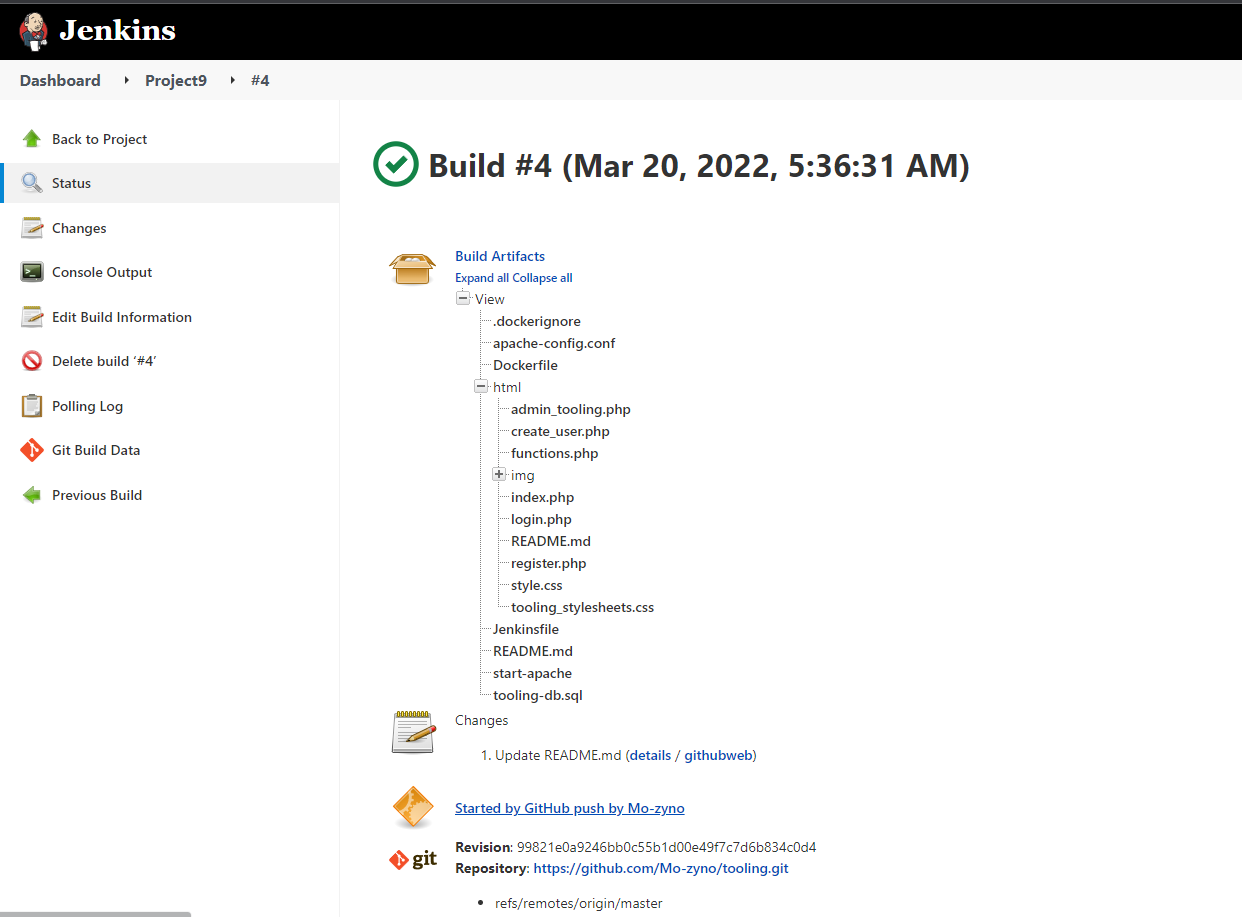 Jenkins
Dashboard
Project9
#4
Back to Project
Status
Changes
Console Output
Edit Build Information
Delete build ‘#4’
Polling Log
Git Build Data
Previous Build
Build #4 (Mar 20, 2022, 5:36:31 AM)
Build Artifacts
Expand all Collapse all
View
.dockerignore
apache-config.conf
Dockerfile
html
admin_tooling.php
create_user.php
functions.php
img
index.php
login.php
README.md
register.php
style.css
tooling_stylesheets.css
Jenkinsfile
README.md
start-apache
tooling-db.sql
Changes
1. Update README.md (details / githubweb)
Started by GitHub push by Mo-zyno
git
Revision: 99821e0a9246bb0c55b1d00e49f7c7d6b834c0d4
Repository: https://github.com/Mo-zyno/tooling.git
• refs/remotes/origin/master